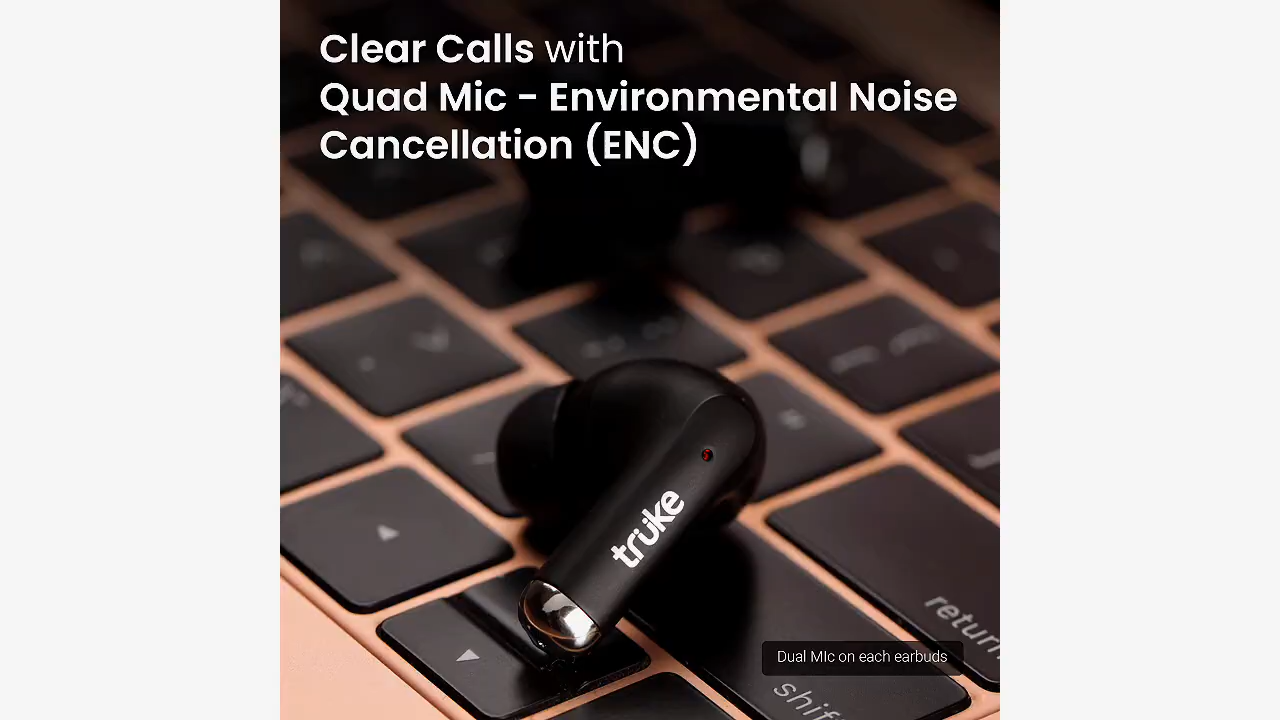 Clear Calls with
Quad Mic - Environmental Noise
Cancellation (ENC)
truke
return
Dual MIc on each earbuds
shift